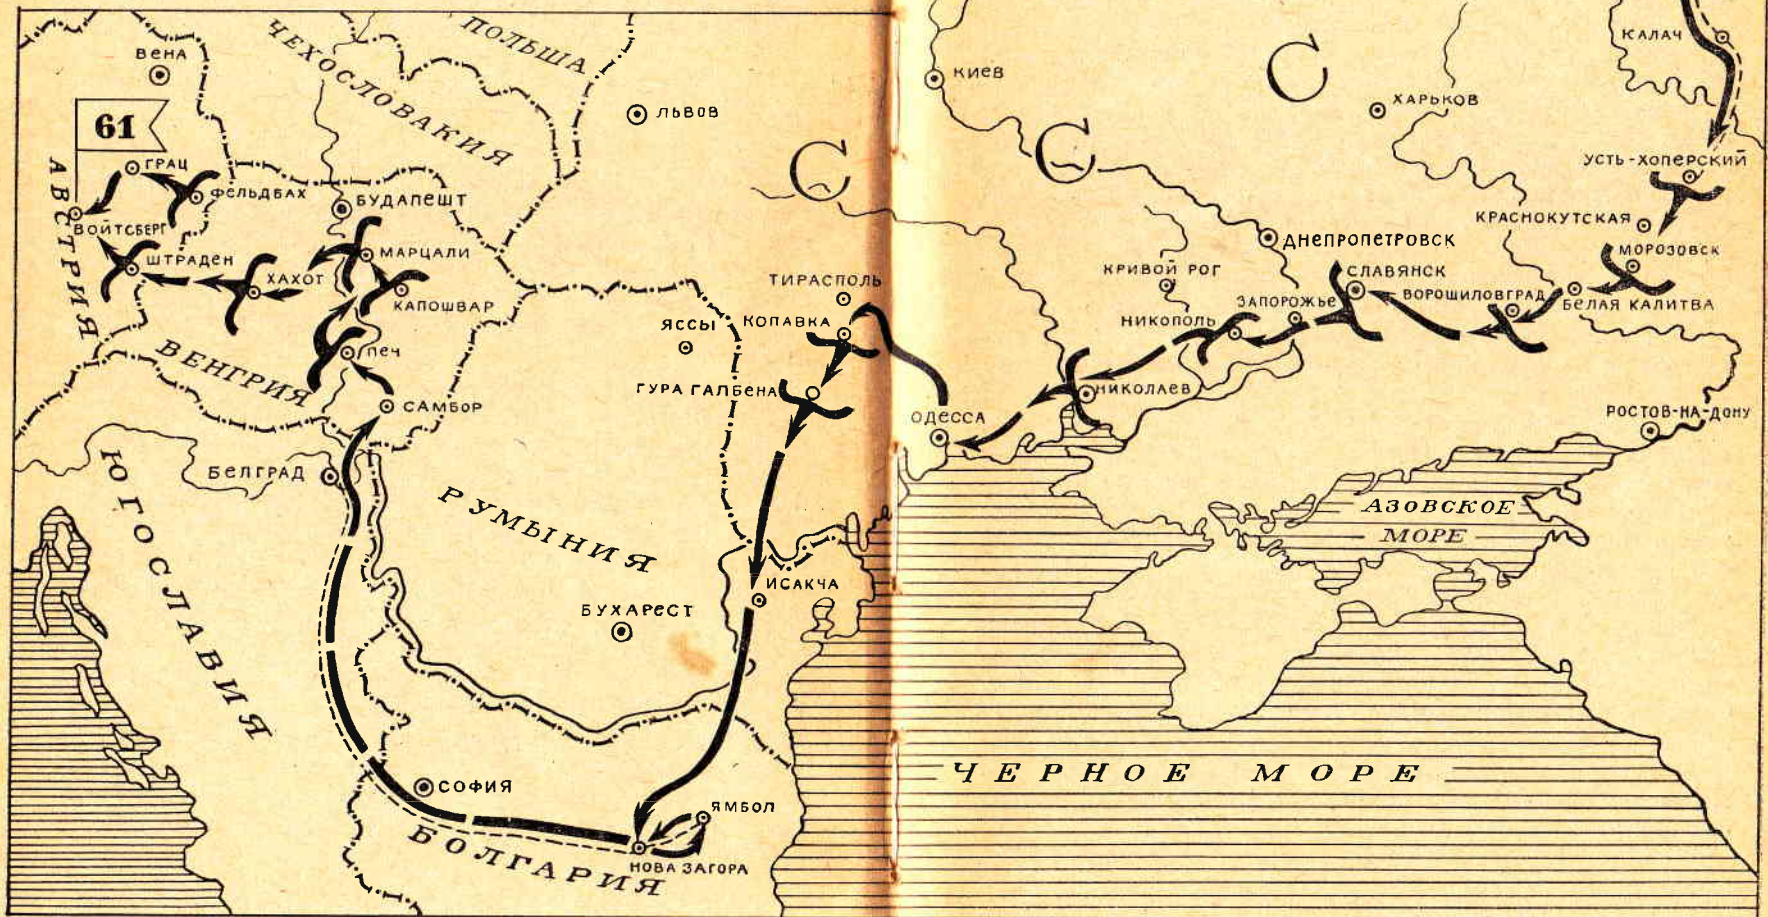 ВЕНА
ЧЕХОСЛОВАКИЯ
ПОЛЬША
ЛЬВОВ
61
ГРАЦ
ФЕЛЬДБАХ
БУДАПЕШТ
АВСТРИЯ
ВОЙТСБЕРГ
ШТРАДЕН
ХАХОТ
МАРЦАЛИ
КАПОШВАР
ВЕНГРИЯ
ПЕЧ
САМБОР
БЕЛГРАД
ЮГОСЛАВИЯ
РУМЫНИЯ
БУХАРЕСТ
СОФИЯ
БОЛГАРИЯ
НОВА ЗАГОРА
ЯМБОЛ
ИСАКЧА
ГУРА ГАЛБЕНА
ЯССЫ
КОПАВКА
ТИРАСПОЛЬ
С
С
С
КИЕВ
ХАРЬКОВ
КАЛАЧ
УСТЬ-ХОПЕРСКИЙ
КРАСНОКУТСКАЯ
МОРОЗОВСК
БЕЛАЯ КАЛИТВА
ВОРОШИЛОВГРАД
СЛАВЯНСК
ДНЕПРОПЕТРОВСК
КРИВОЙ РОГ
ЗАПОРОЖЬЕ
НИКОПОЛЬ
НИКОЛАЕВ
ОДЕССА
РОСТОВ-НА-ДОНУ
АЗОВСКОЕ
МОРЕ
ЧЕРНОЕ МОРЕ